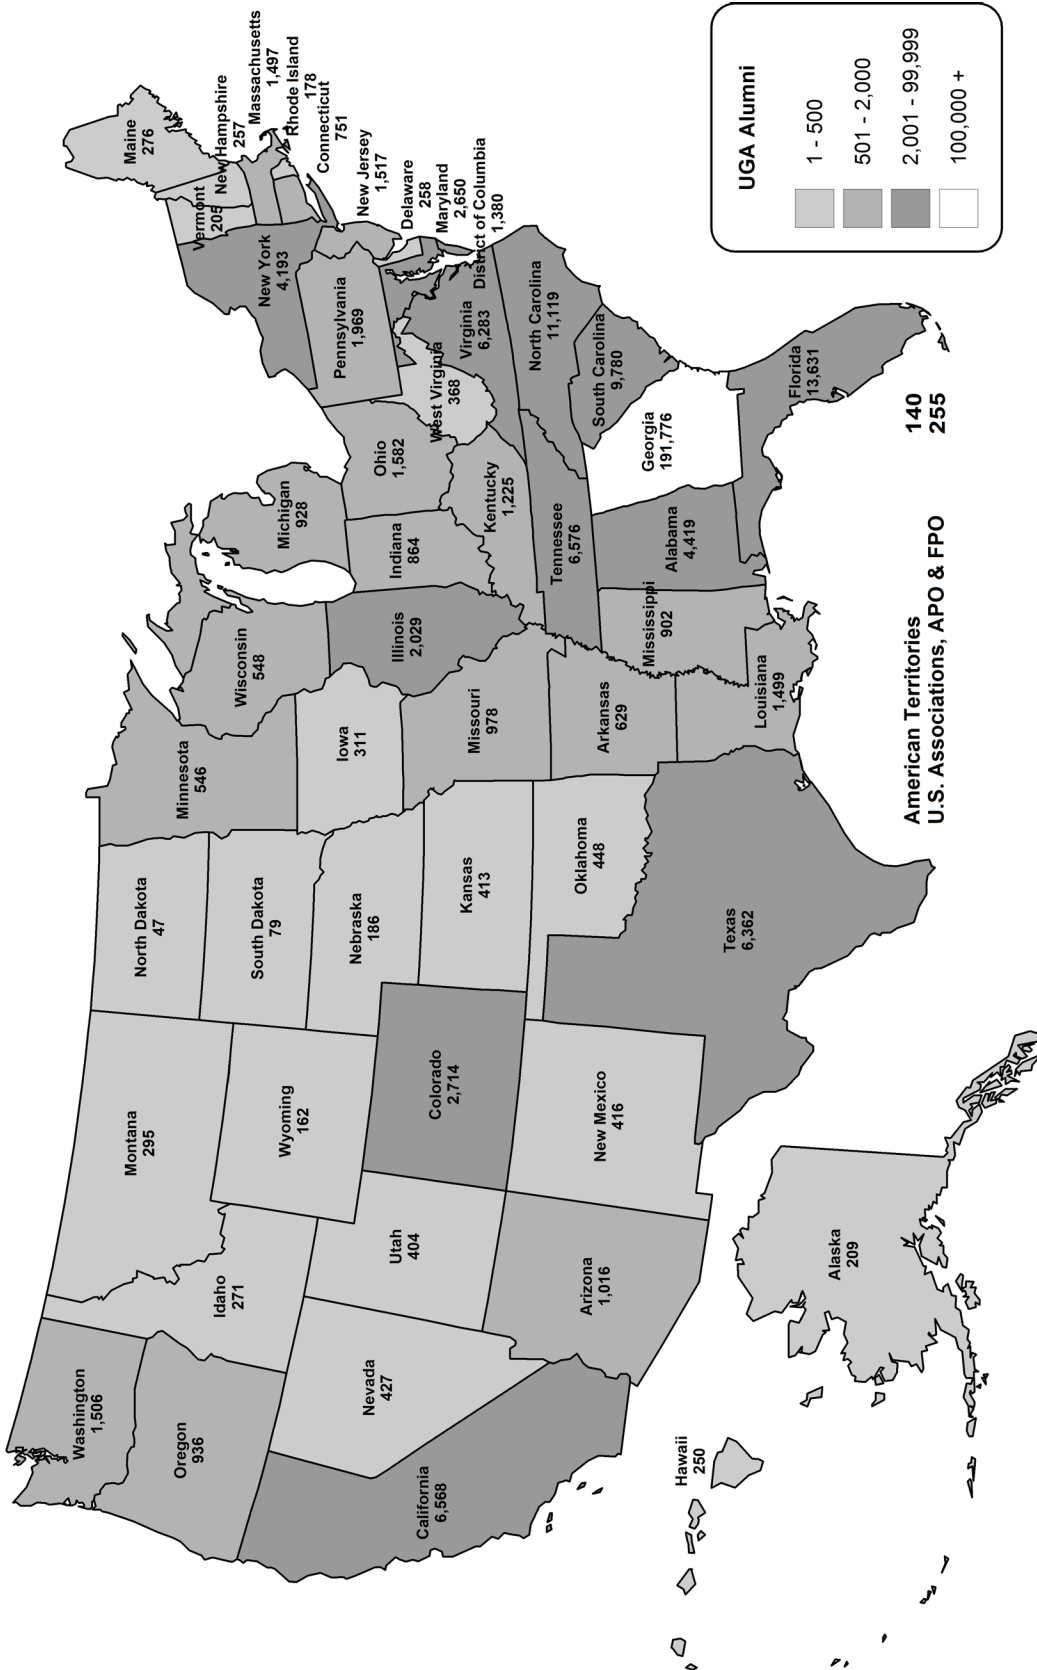 Washington
1,506
Oregon
936
California
6,568
Nevada
427
Idaho
271
Montana
295
Wyoming
162
Utah
404
Arizona
1,016
Colorado
2,714
New Mexico
416
North Dakota
47
South Dakota
79
Nebraska
186
Kansas
413
Oklahoma
448
Texas
6,362
Minnesota
546
Iowa
311
Missouri
978
Arkansas
629
Louisiana
1,499
Wisconsin
548
Illinois
2,029
Mississippi
902
Michigan
928
Indiana
864
Kentucky
1,225
Tennessee
6,576
Alabama
4,419
Ohio
1,582
West Virginia
368
Georgia
191,776
Florida
13,631
South Carolina
9,780
North Carolina
11,119
Virginia
6,283
Pennsylvania
1,969
New York
4,193
Vermont
205
New Hampshire
257
Maine
276
Massachusetts
1,497
Rhode Island
178
Connecticut
751
New Jersey
1,517
Delaware
258
Maryland
2,650
District of Columbia
1,380
Hawaii
250
Alaska
209
American Territories 140
U.S. Associations, APO & FPO 255
UGA Alumni
1 - 500
501 - 2,000
2,001 - 99,999
100,000 +